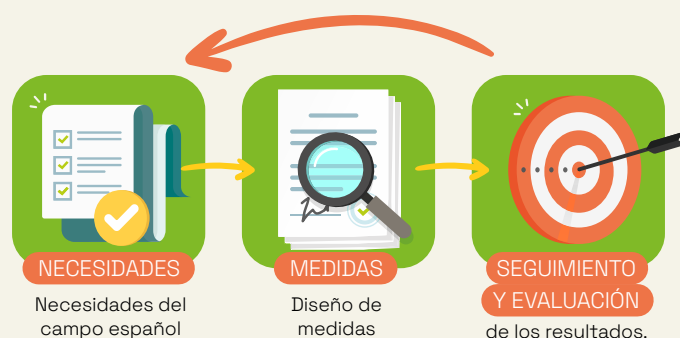 NECESIDADES
Necesidades del
campo español
MEDIDAS
Diseño de
medidas
SEGUIMIENTO
Y EVALUACIÓN
de los resultados.